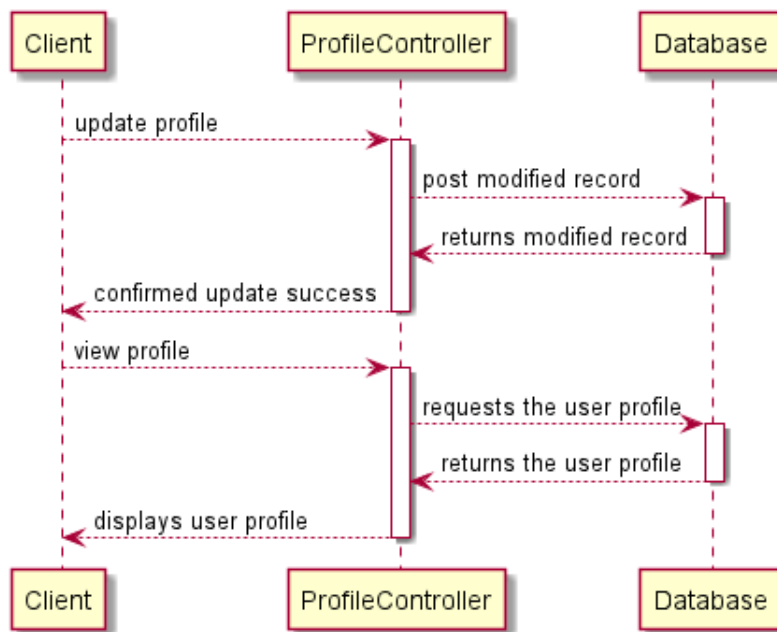 Client
ProfileController
Database
update profile
post modified record
returns modified record
confirmed update success
view profile
requests the user profile
returns the user profile
displays user profile
Client
ProfileController
Database